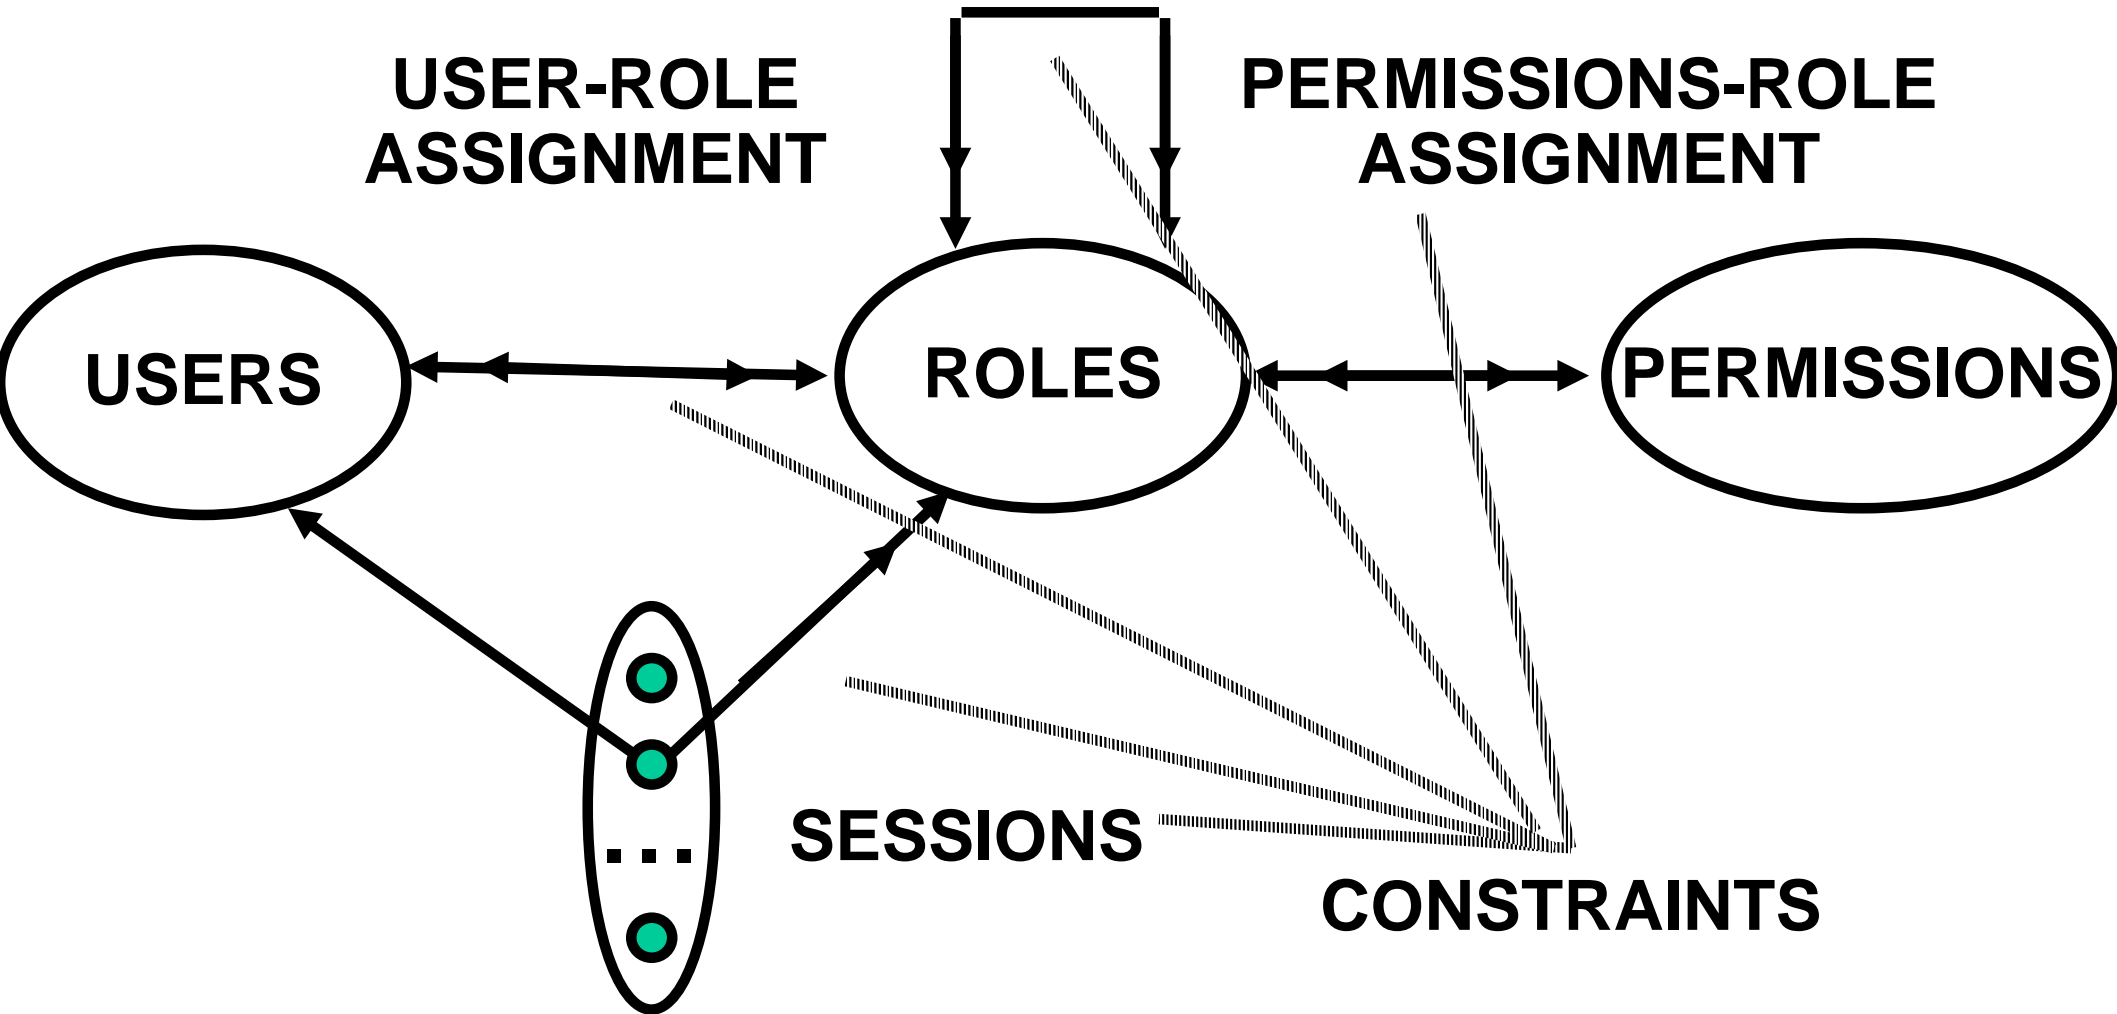 USER-ROLE
ASSIGNMENT
PERMISSIONS-ROLE
ASSIGNMENT
USERS
ROLES
PERMISSIONS
SESSIONS
...
CONSTRAINTS